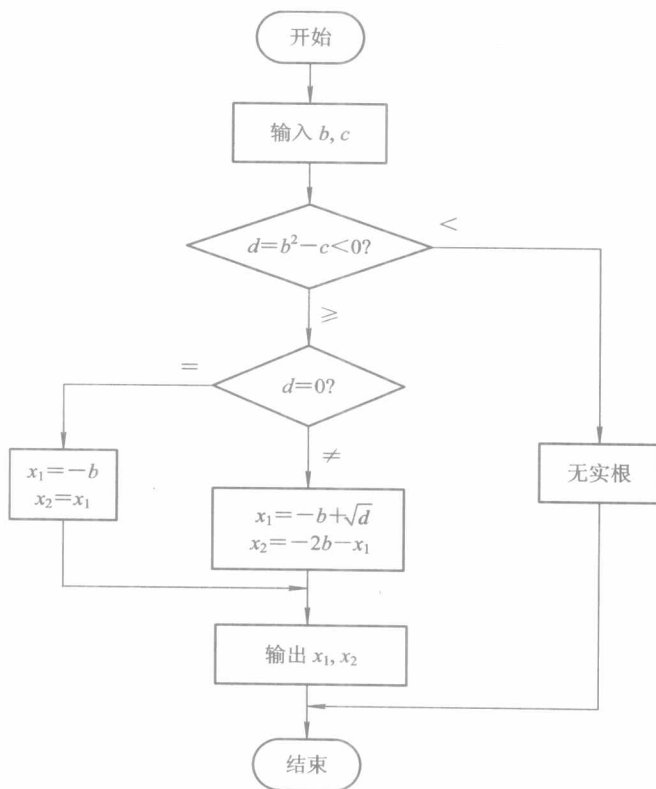 开始
输入 b, c
d=b²−c<0?
<
≥
d=0?
=
≠
x₁=−b
x₂=x₁
x₁=−b+√d
x₂=−2b−x₁
无实根
输出 x₁, x₂
结束